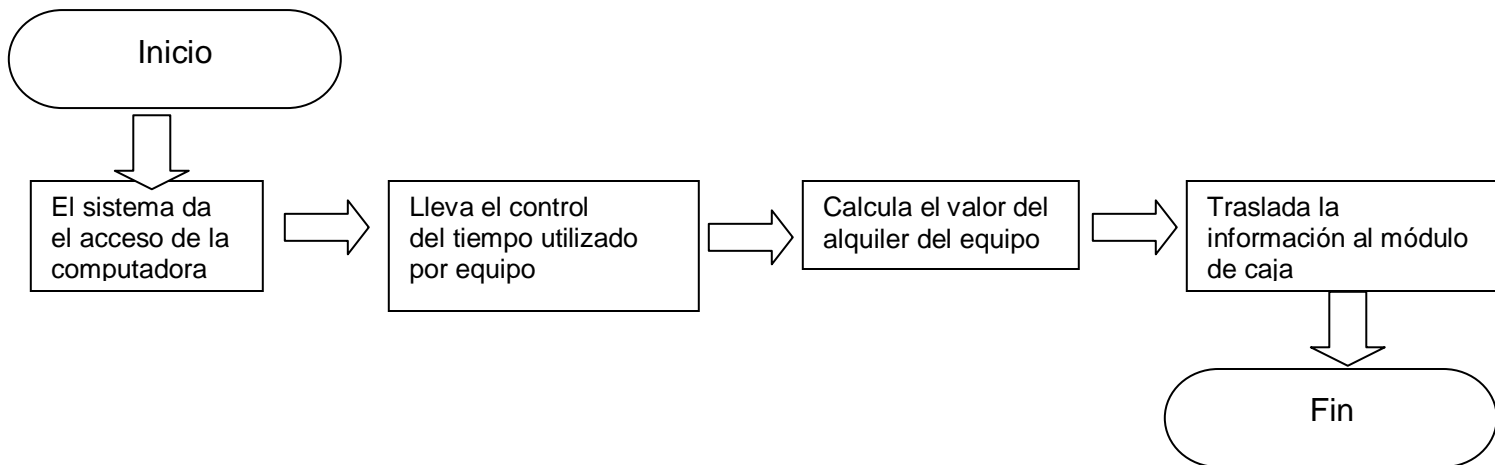 Inicio
El sistema da
el acceso de la
computadora
Lleva el control
del tiempo utilizado
por equipo
Calcula el valor del
alquiler del equipo
Traslada la
información al módulo
de caja
Fin